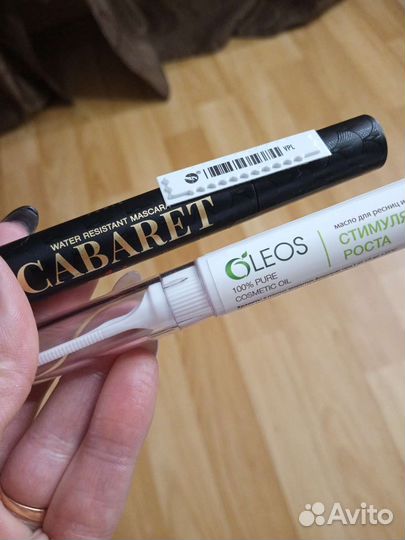 YPL
WATER RESISTANT MASCARA
CABARET
OLEOS
100% PURE
COSMETIC OIL
масло для ресниц и
СТИМУЛЯ
РОСТА
Avito